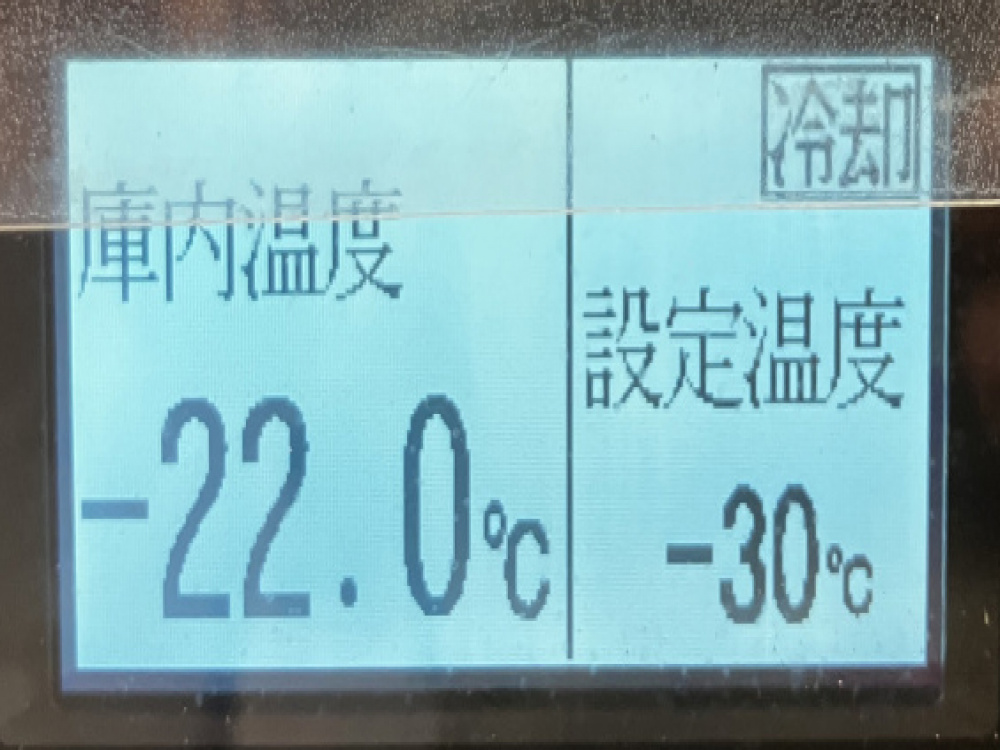 庫内温度
-22.0℃
冷却
設定温度
-30℃